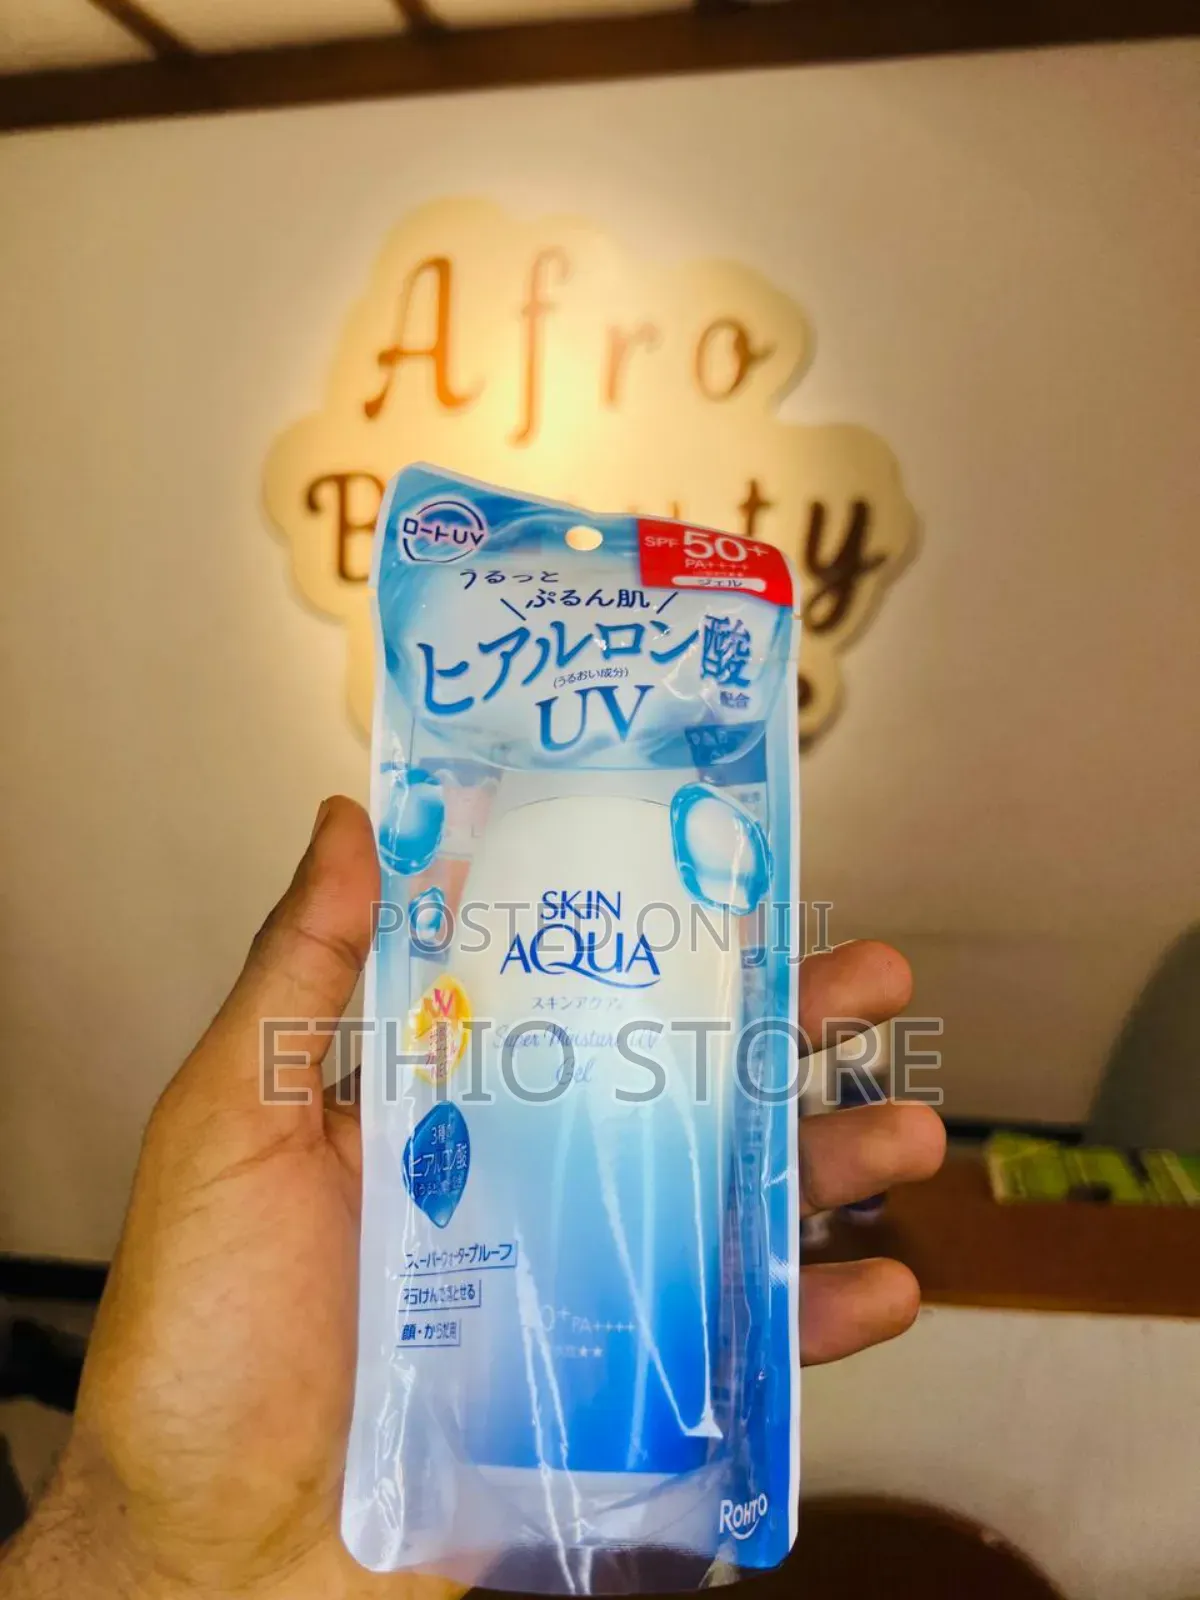 Afro
ロートUV
SPF 50+
PA++++
ジェル
うるっと
ぷるん肌
ヒアルロン酸
(うるおい成分)
配合
UV
SKIN
AQUA
スキンアクア
Super Moisture UV
Gel
POSTED ON JIJI
ETHIO STORE
3種の
ヒアルロン酸
スーパーウォータープルーフ
石けんで落とせる
顔・からだ用
PA++++
★★
ROHTO